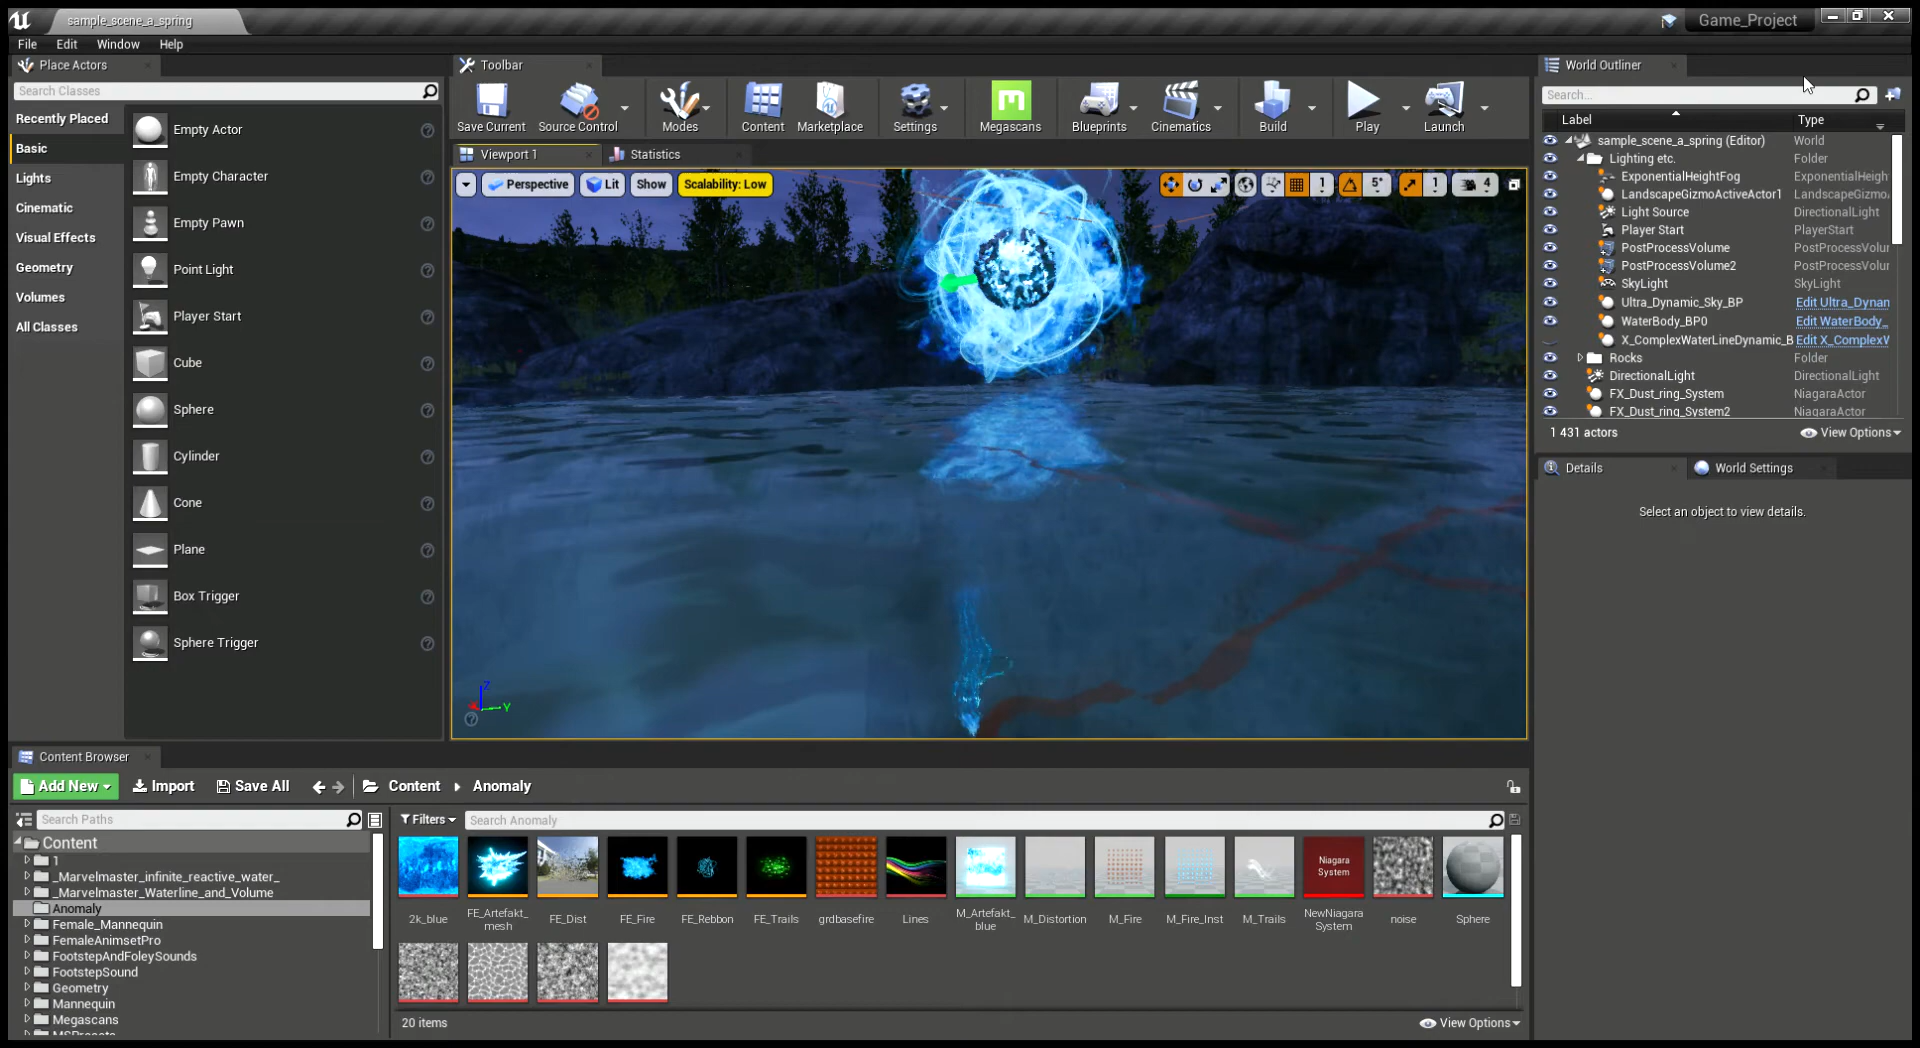 sample_scene_a_spring
Game_Project
File Edit Window Help
Place Actors
Search Classes
Recently Placed
Basic
Lights
Cinematic
Visual Effects
Geometry
Volumes
All Classes
Empty Actor
Empty Character
Empty Pawn
Point Light
Player Start
Cube
Sphere
Cylinder
Cone
Plane
Box Trigger
Sphere Trigger
Toolbar
Save Current Source Control Modes Content Marketplace Settings Megascans Blueprints Cinematics Build Play Launch
Viewport 1 Statistics
Perspective Lit Show Scalability: Low 1 5° 1 4
Z
Y
World Outliner
Search...
Label Type
sample_scene_a_spring (Editor) World
Lighting etc. Folder
ExponentialHeightFog ExponentialHeigh
LandscapeGizmoActiveActor1 LandscapeGizmo
Light Source DirectionalLight
Player Start PlayerStart
PostProcessVolume PostProcessVolur
PostProcessVolume2 PostProcessVolur
SkyLight SkyLight
Ultra_Dynamic_Sky_BP Edit Ultra_Dynan
WaterBody_BP0 Edit WaterBody_
X_ComplexWaterLineDynamic_B Edit X_ComplexW
Rocks Folder
DirectionalLight DirectionalLight
FX_Dust_ring_System NiagaraActor
FX_Dust_ring_System2 NiagaraActor
1 431 actors View Options
Details World Settings
Select an object to view details.
Content Browser
Add New Import Save All Content Anomaly
Search Paths
Content
1
_Marvelmaster_infinite_reactive_water_
_Marvelmaster_Waterline_and_Volume
Anomaly
Female_Mannequin
FemaleAnimsetPro
FootstepAndFoleySounds
FootstepSound
Geometry
Mannequin
Megascans
MSPresets
Filters Search Anomaly
Niagara
System
2k_blue FE_Artefakt_ FE_Dist FE_Fire FE_Rebbon FE_Trails grdbasefire Lines M_Artefakt_ M_Distortion M_Fire M_Fire_Inst M_Trails NewNiagara noise Sphere
mesh blue System
20 items View Options